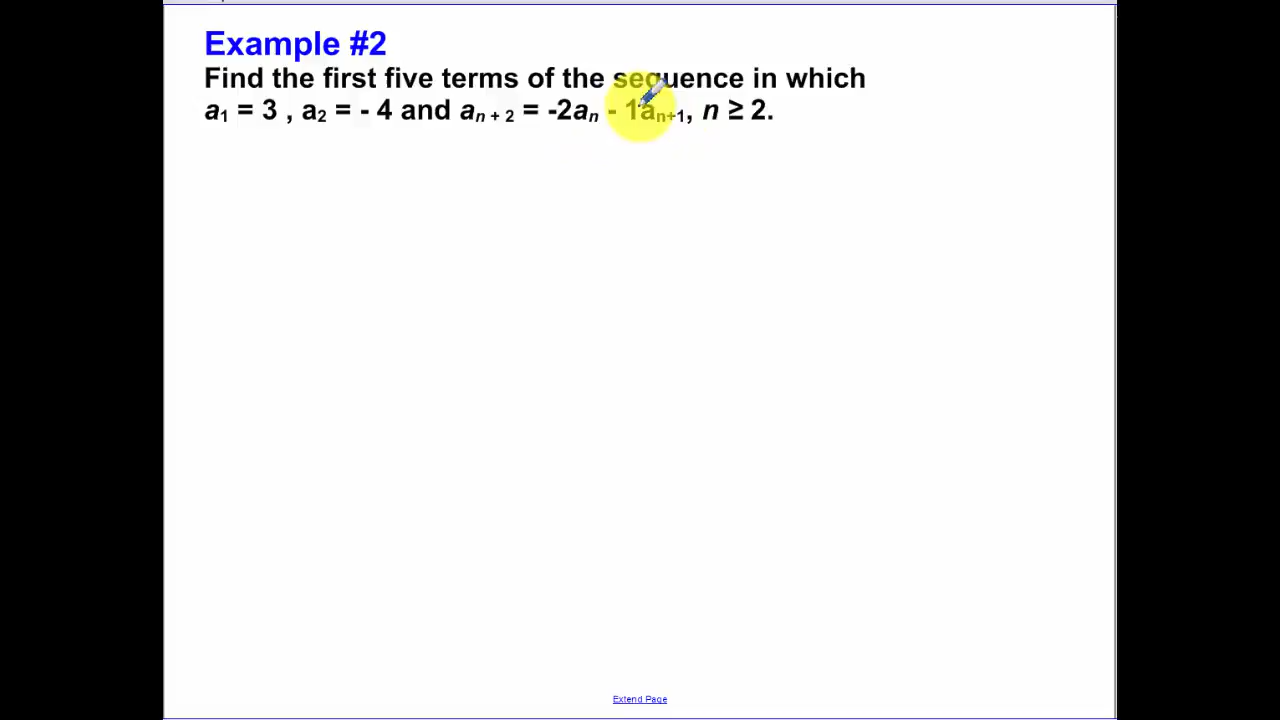 Example #2
Find the first five terms of the sequence in which
a1 = 3 , a2 = - 4 and an + 2 = -2an - 1an+1, n ≥ 2.
Extend Page